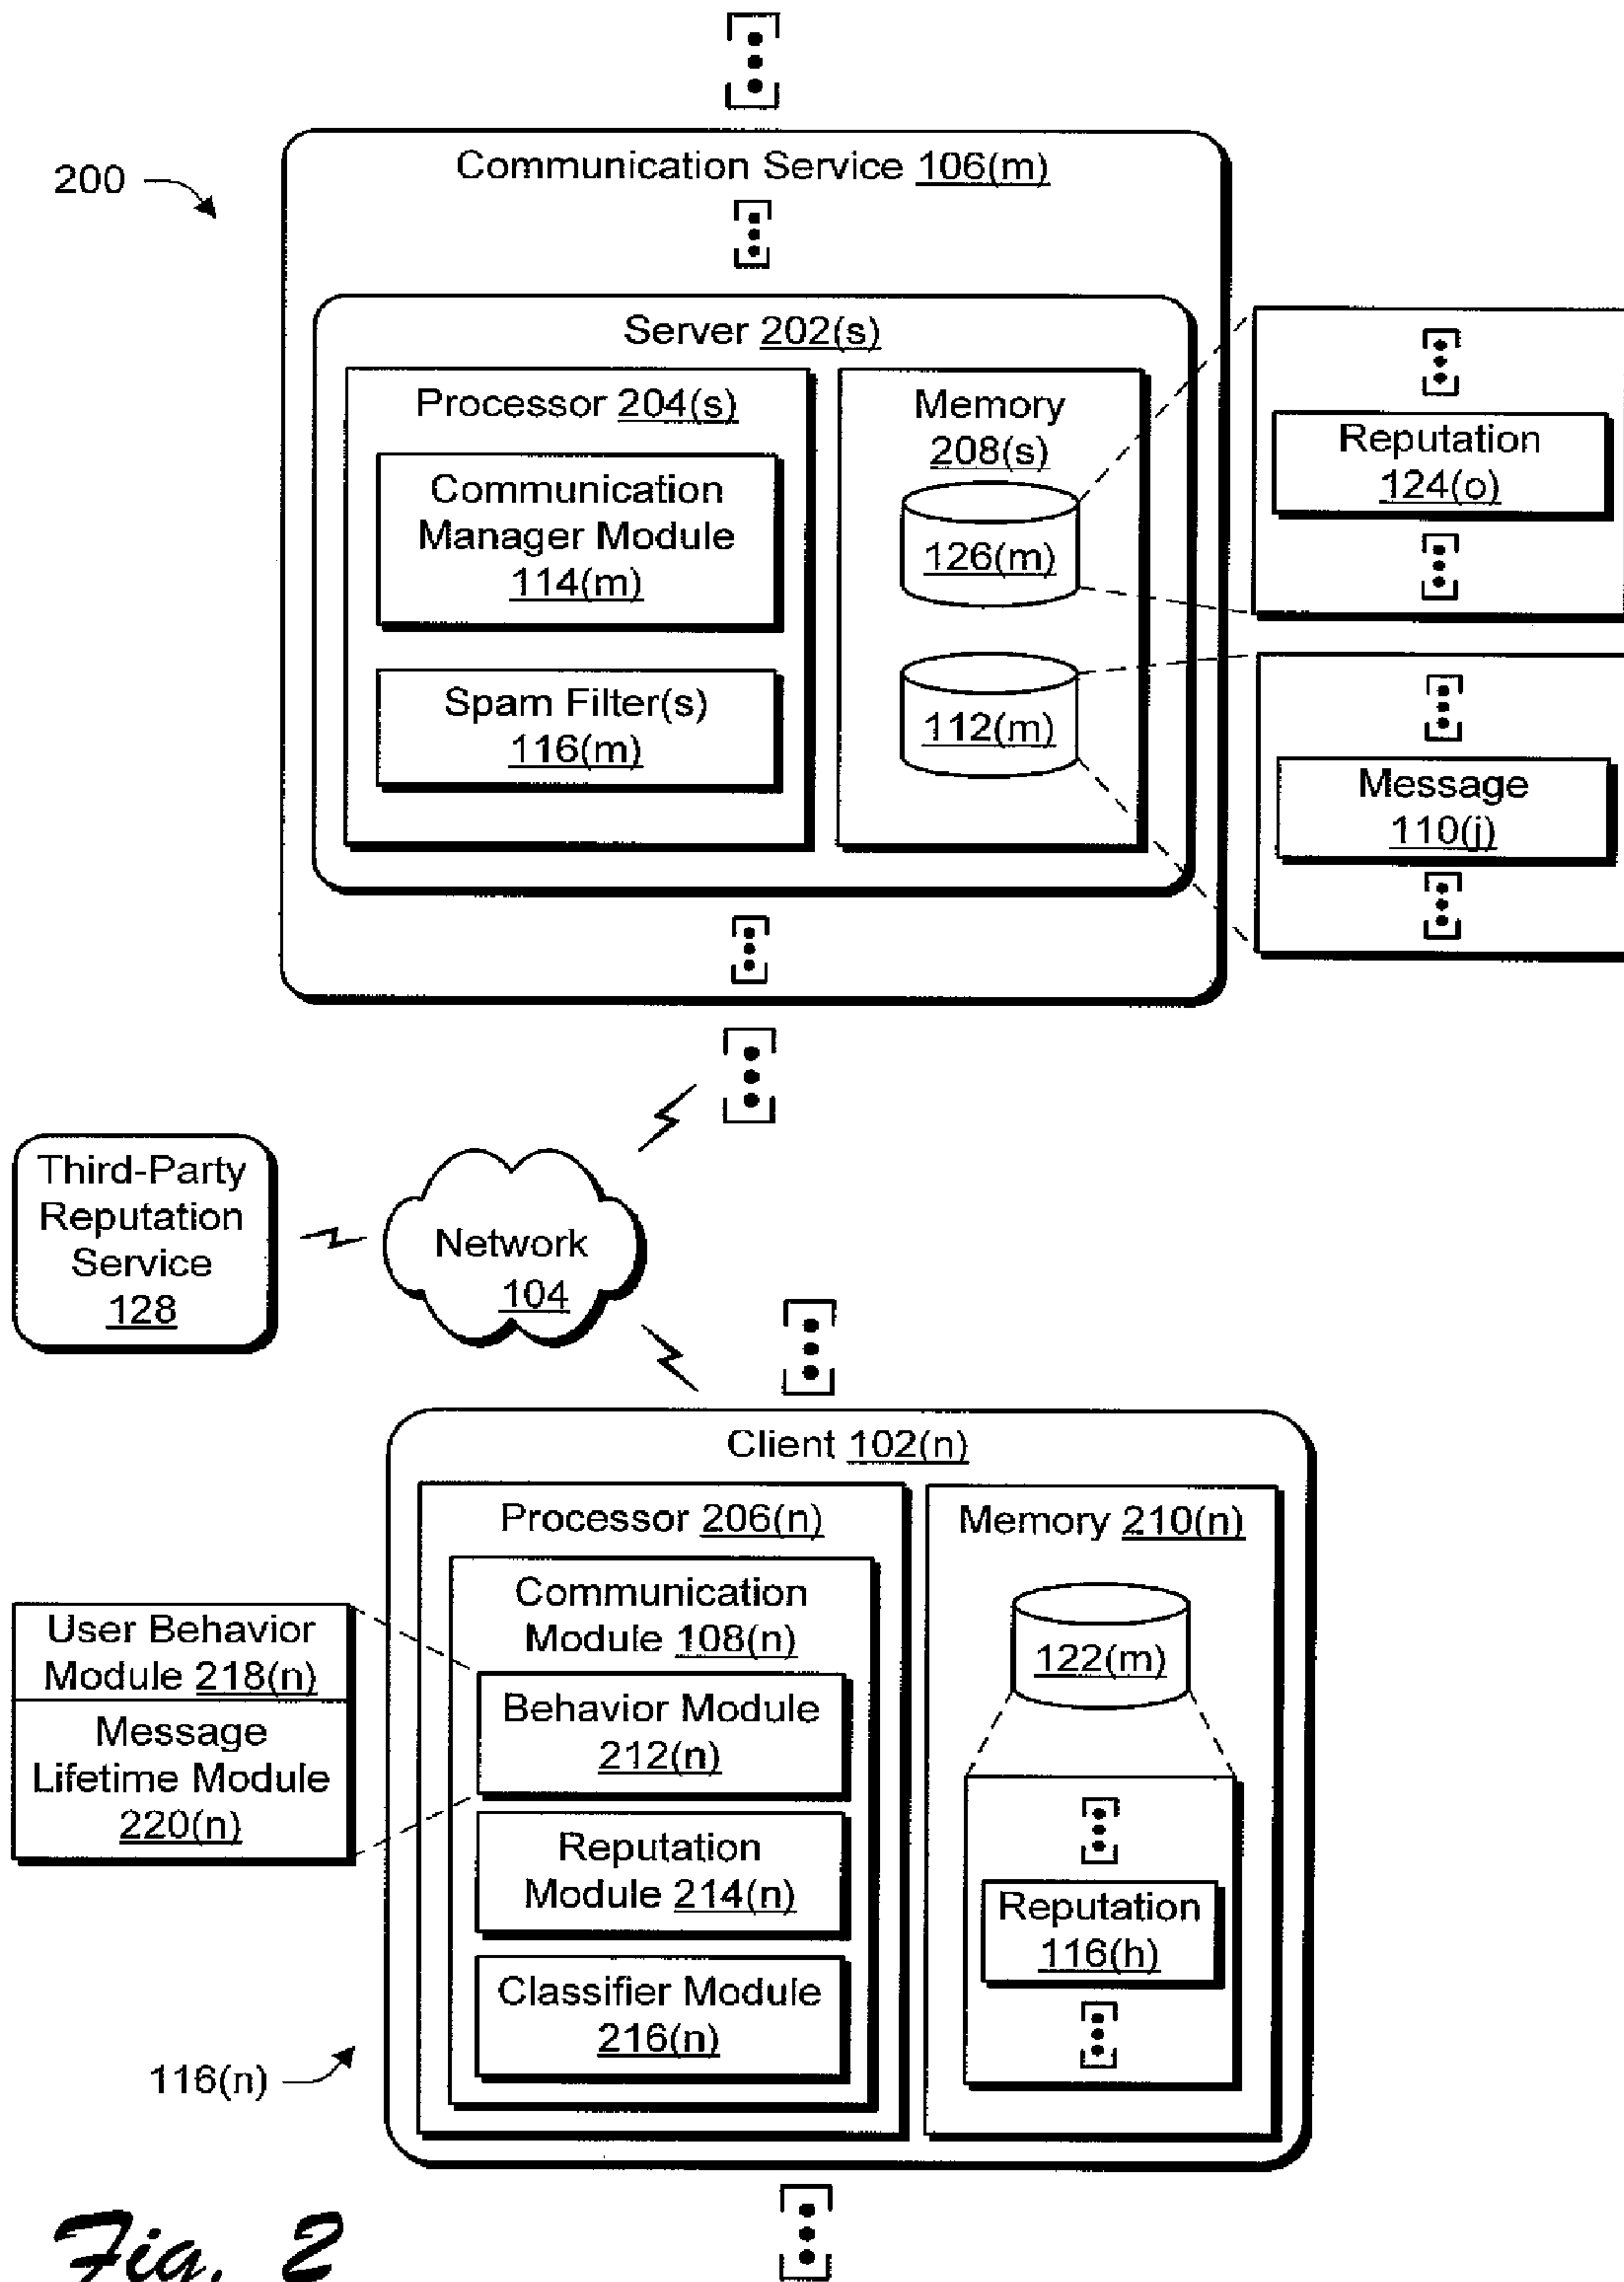 200
Communication Service 106(m)
Server 202(s)
Processor 204(s)
Communication
Manager Module
114(m)
Spam Filter(s)
116(m)
Memory
208(s)
126(m)
112(m)
Reputation
124(o)
Message
110(j)
Third-Party
Reputation
Service
128
Network
104
Client 102(n)
Processor 206(n)
Communication
Module 108(n)
Behavior Module
212(n)
Reputation
Module 214(n)
Classifier Module
216(n)
User Behavior
Module 218(n)
Message
Lifetime Module
220(n)
Memory 210(n)
122(m)
Reputation
116(h)
116(n)
Fig. 2